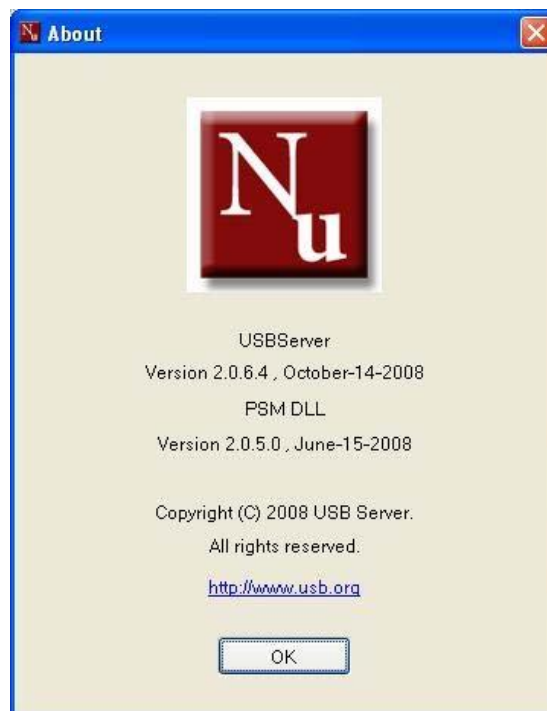 Nu About
Nu
USBServer
Version 2.0.6.4 , October-14-2008
PSM DLL
Version 2.0.5.0 , June-15-2008
Copyright (C) 2008 USB Server.
All rights reserved.
http://www.usb.org
OK